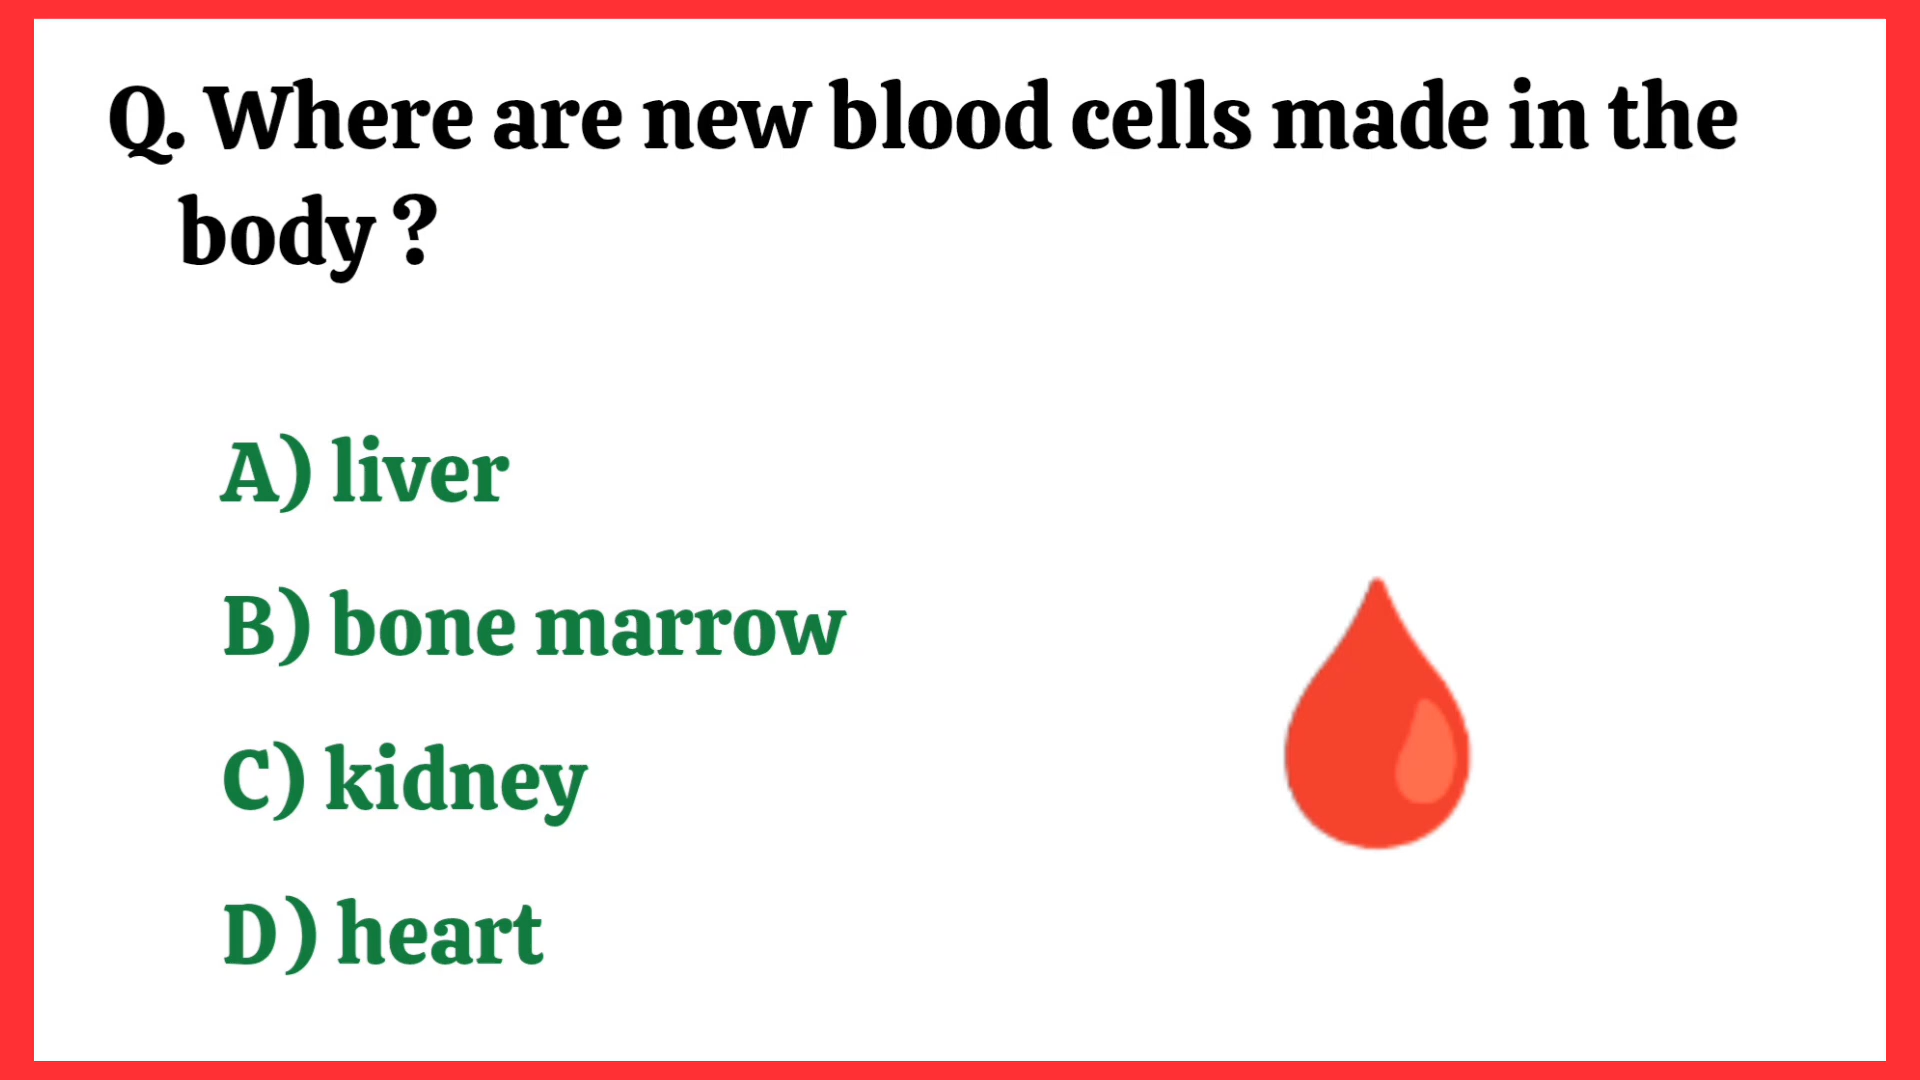 Q. Where are new blood cells made in the
body ?
A) liver
B) bone marrow
C) kidney
D) heart